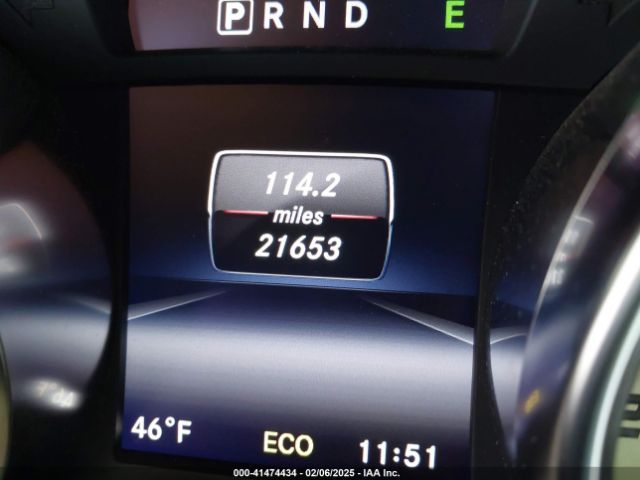 P R N D E
114.2
miles
21653
46°F ECO 11:51
000-41474434 - 02/06/2025 - IAA Inc.